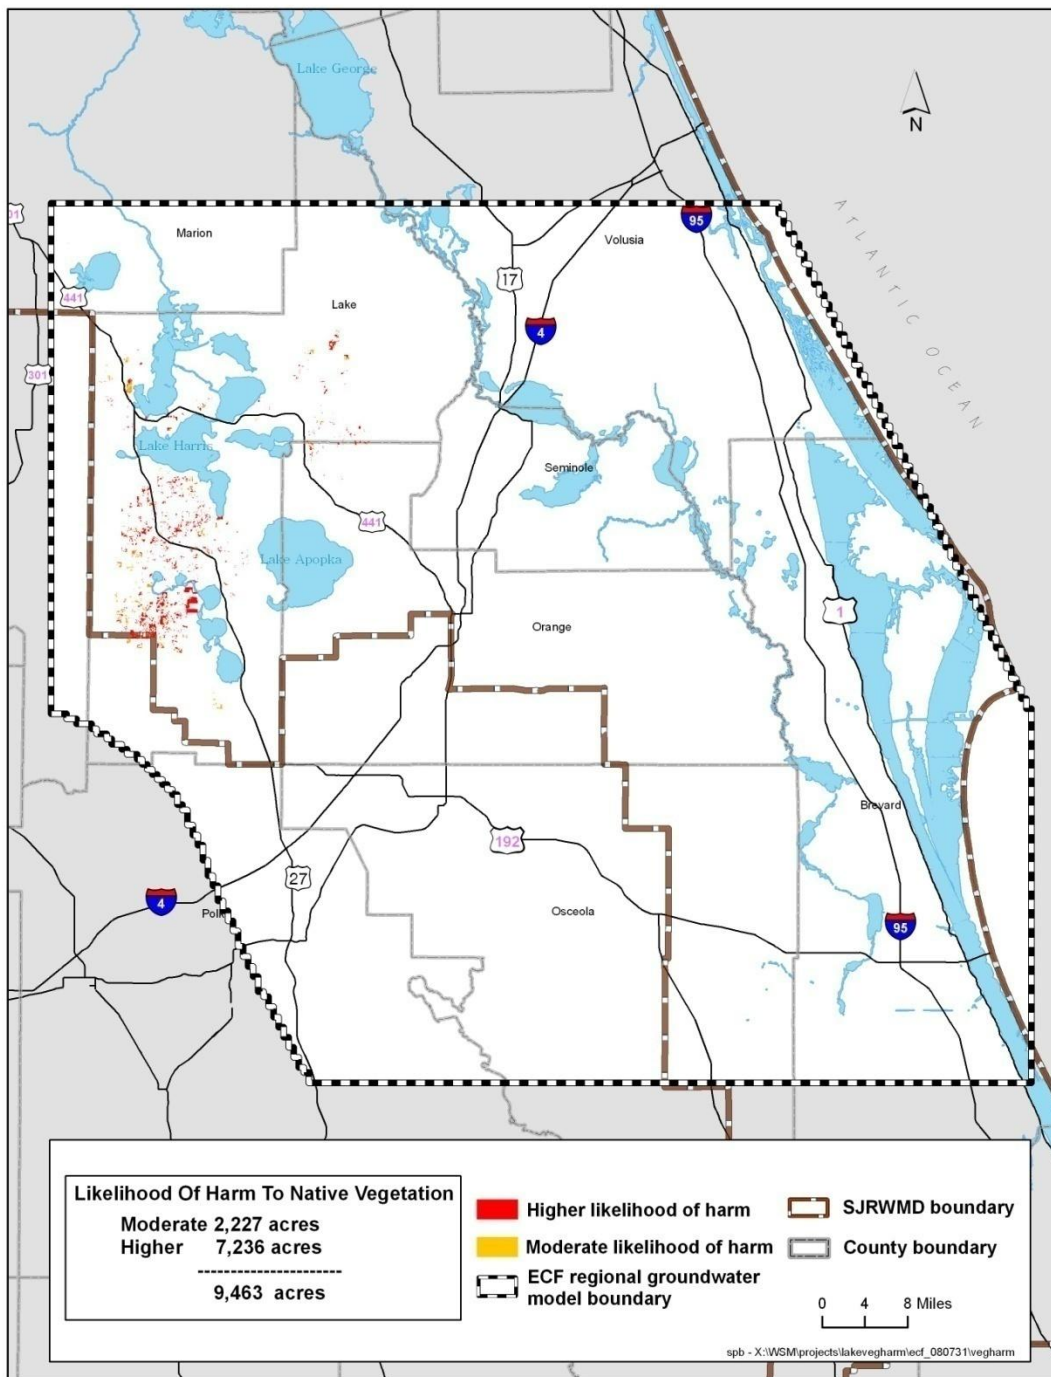 Lake George
N
ATLANTIC OCEAN
01
Marion
Volusia
95
17
441
Lake
4
301
Lake Harris
Seminole
441
Lake Apopka
1
Orange
Brevard
192
27
4
Polk
Osceola
95
Likelihood Of Harm To Native Vegetation
Moderate 2,227 acres
Higher 7,236 acres
----------------------
9,463 acres
Higher likelihood of harm
Moderate likelihood of harm
ECF regional groundwater
model boundary
SJRWMD boundary
County boundary
0 4 8 Miles
spb - X:\WSM\projects\lakevegharm\ecf_080731\vegharm